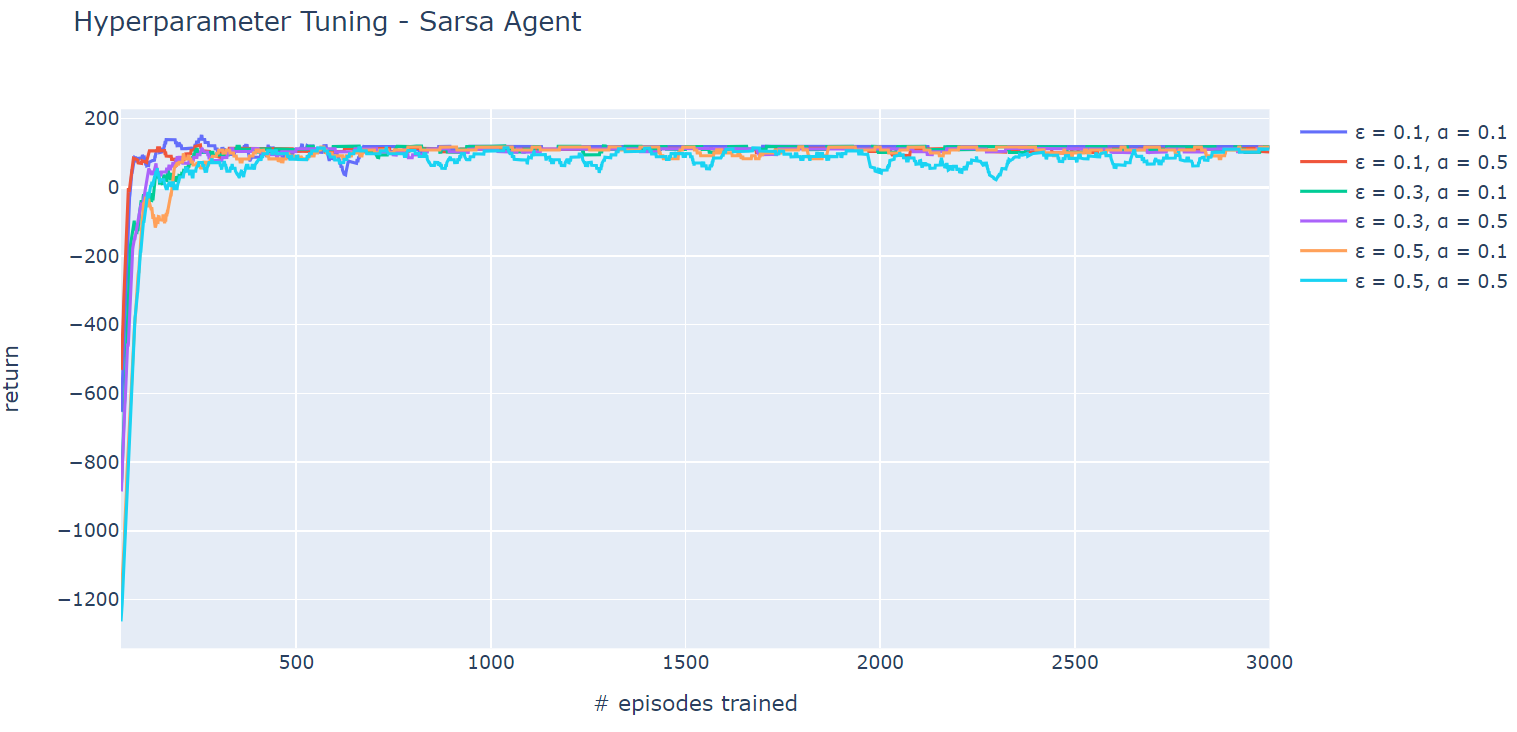 Hyperparameter Tuning - Sarsa Agent
200
0
−200
−400
−600
−800
−1000
−1200
return
500
1000
1500
2000
2500
3000
# episodes trained
ε = 0.1, α = 0.1
ε = 0.1, α = 0.5
ε = 0.3, α = 0.1
ε = 0.3, α = 0.5
ε = 0.5, α = 0.1
ε = 0.5, α = 0.5